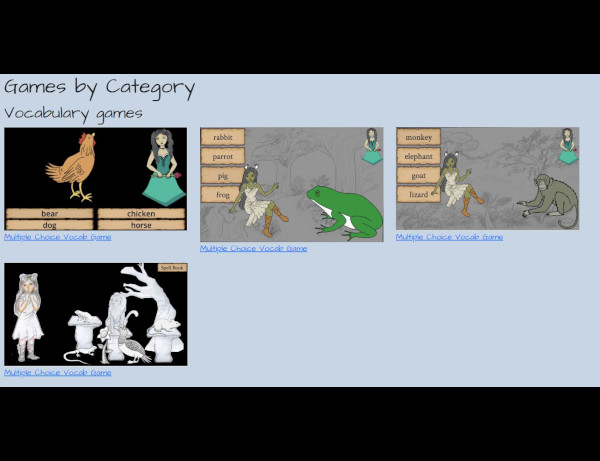 Games by Category
Vocabulary games
bear
chicken
dog
horse
Multiple Choice Vocab Game
rabbit
parrot
pig
frog
Multiple Choice Vocab Game
monkey
elephant
goat
lizard
Multiple Choice Vocab Game
Spell Book
Multiple Choice Vocab Game